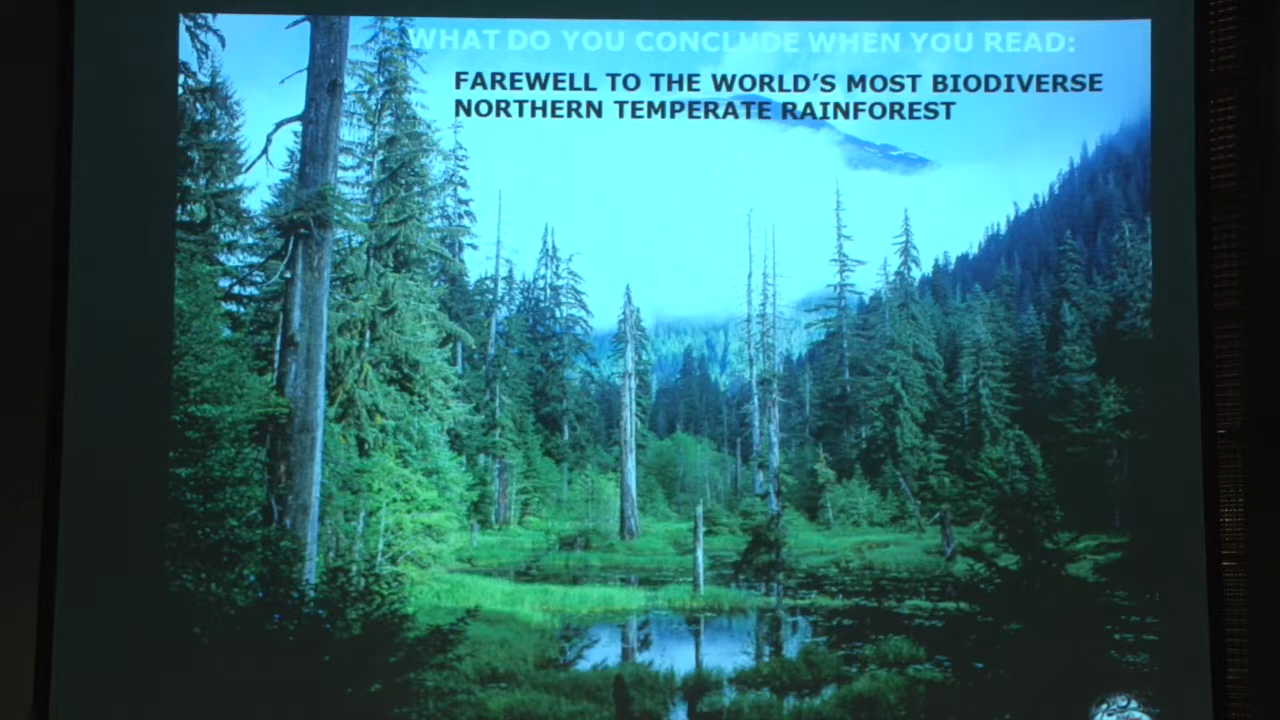 WHAT DO YOU CONCLUDE WHEN YOU READ:
FAREWELL TO THE WORLD'S MOST BIODIVERSE
NORTHERN TEMPERATE RAINFOREST